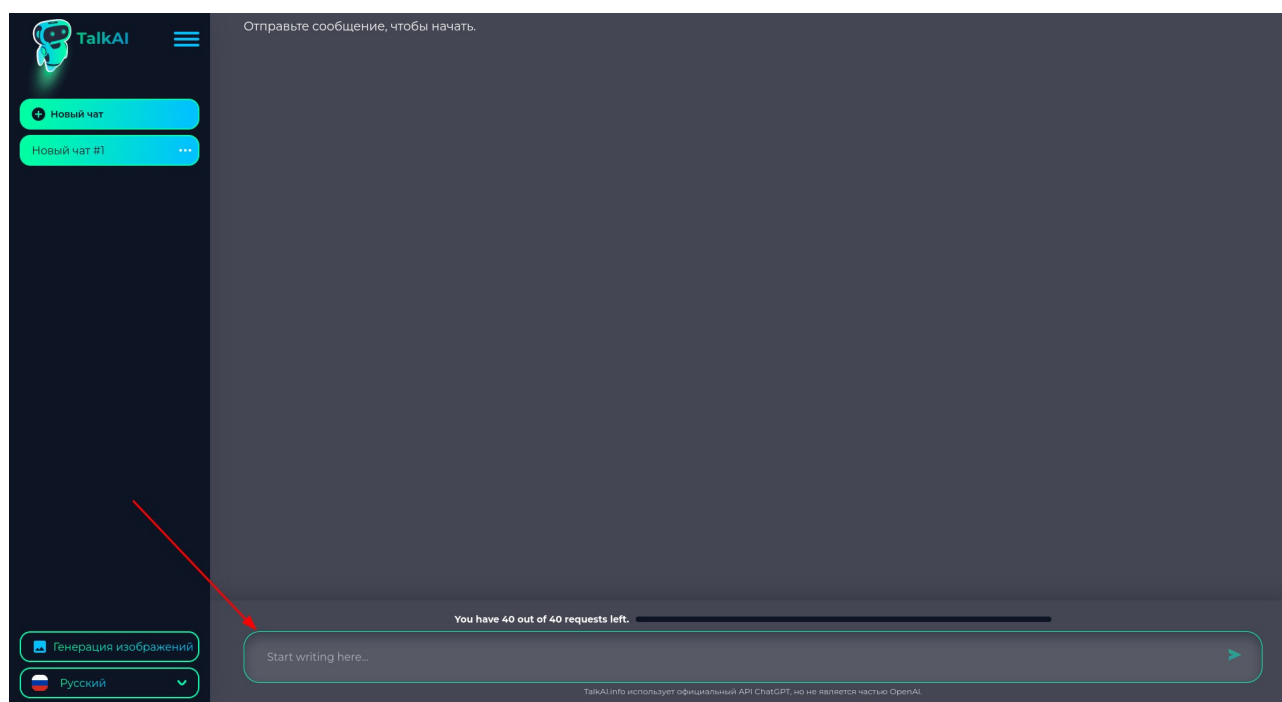 TalkAI
Отправьте сообщение, чтобы начать.
Новый чат
Новый чат #1
You have 40 out of 40 requests left.
Генерация изображений
Start writing here...
Русский
TalkAI.info использует официальный API ChatGPT, но не является частью OpenAI.